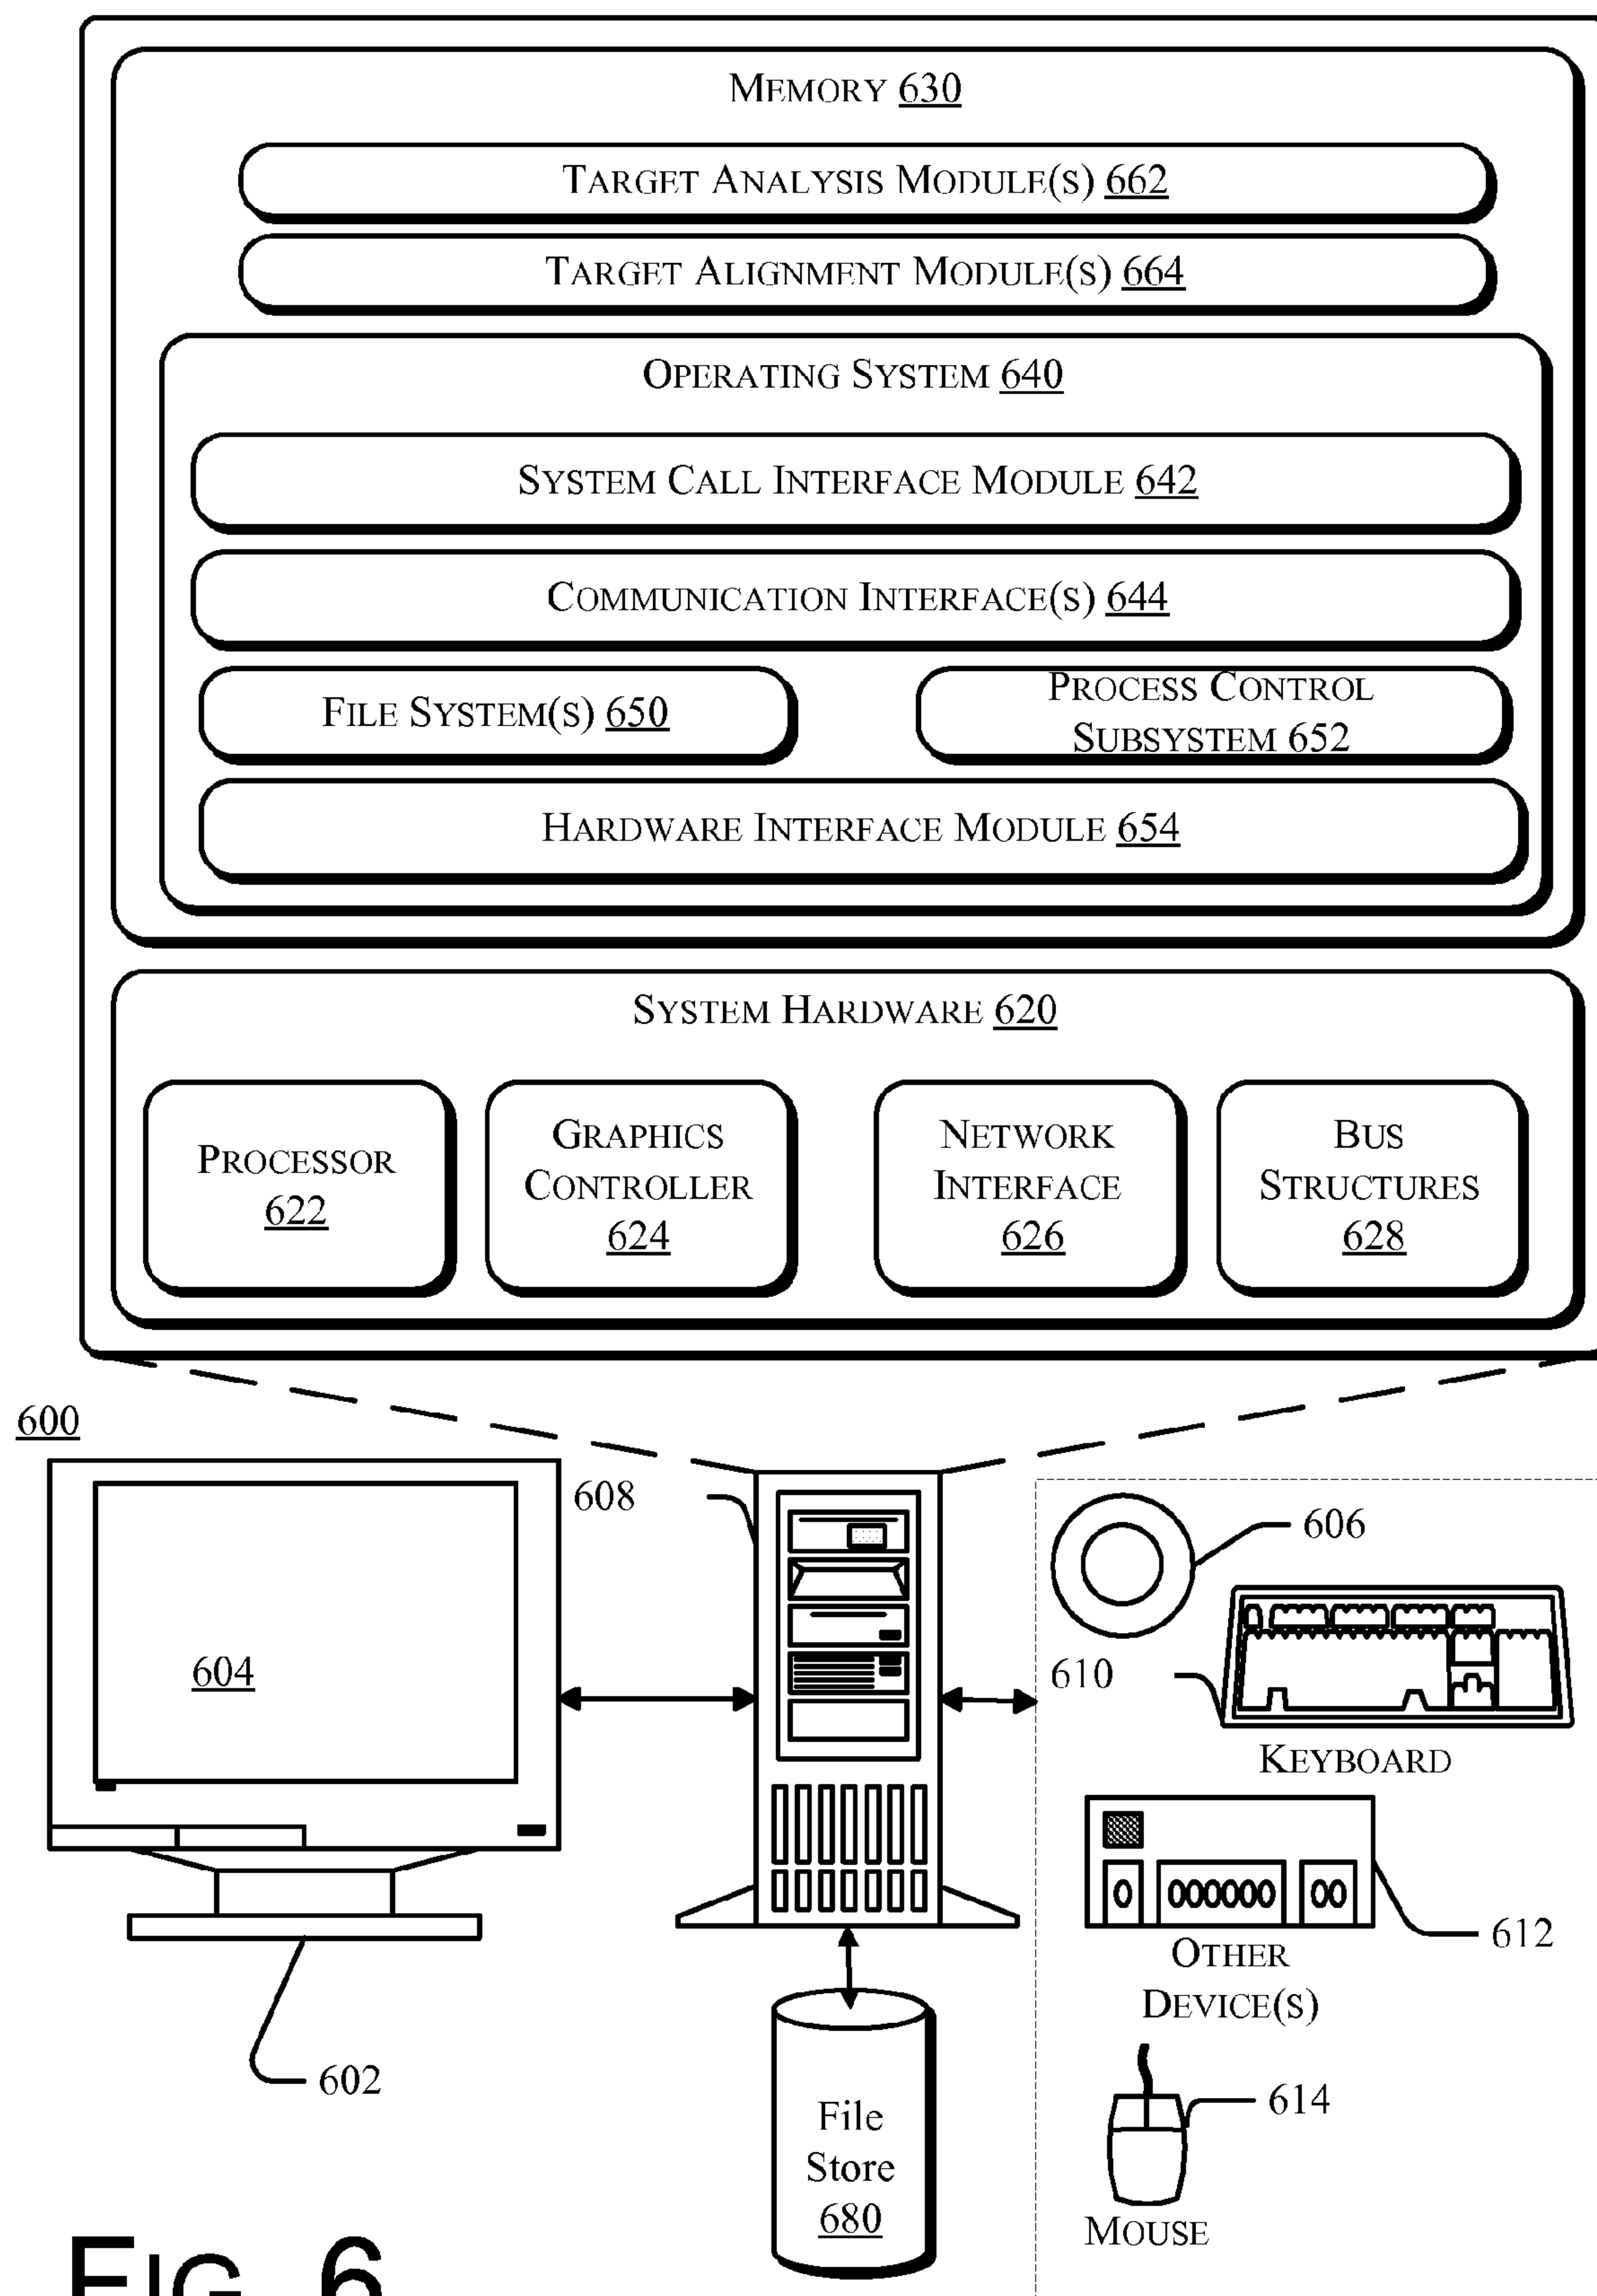 MEMORY 630
TARGET ANALYSIS MODULE(S) 662
TARGET ALIGNMENT MODULE(S) 664
OPERATING SYSTEM 640
SYSTEM CALL INTERFACE MODULE 642
COMMUNICATION INTERFACE(S) 644
FILE SYSTEM(S) 650
PROCESS CONTROL
SUBSYSTEM 652
HARDWARE INTERFACE MODULE 654
SYSTEM HARDWARE 620
PROCESSOR
622
GRAPHICS
CONTROLLER
624
NETWORK
INTERFACE
626
BUS
STRUCTURES
628
600
608
606
604
610
KEYBOARD
612
OTHER
DEVICE(S)
602
614
File
Store
680
MOUSE
FIG. 6